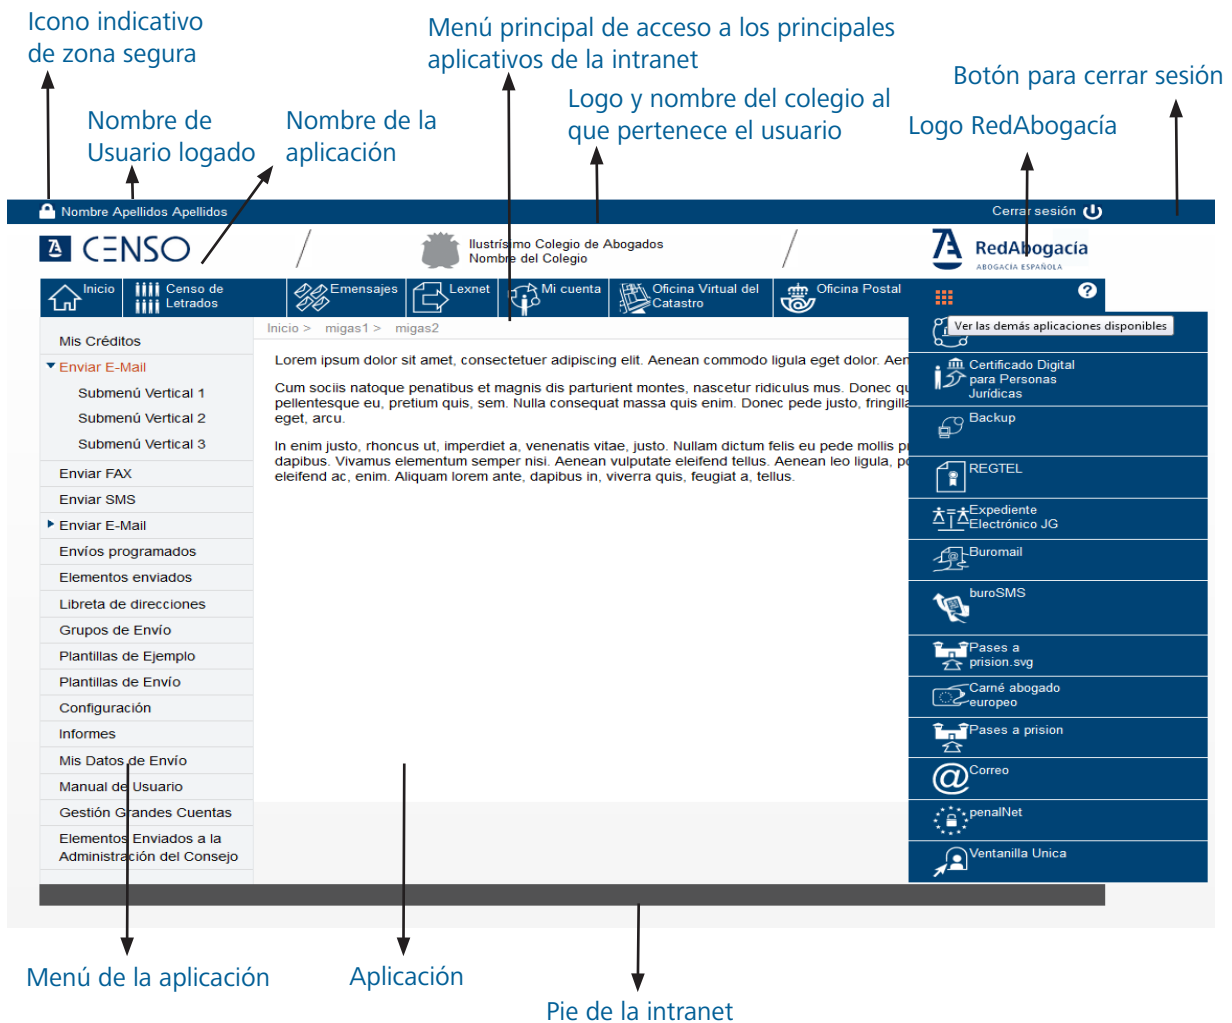 Icono indicativo
de zona segura
Menú principal de acceso a los principales
aplicativos de la intranet
Botón para cerrar sesión
Nombre de
Usuario logado
Nombre de la
aplicación
Logo y nombre del colegio al
que pertenece el usuario
Logo RedAbogacía
Nombre Apellidos Apellidos
Cerrar sesión
CENSO
Ilustrísimo Colegio de Abogados
Nombre del Colegio
RedAbogacía
ABOGACÍA ESPAÑOLA
Inicio
Censo de
Letrados
Emensajes
Lexnet
Mi cuenta
Oficina Virtual del
Catastro
Oficina Postal
?
Inicio > migas1 > migas2
Ver las demás aplicaciones disponibles
Mis Créditos
Enviar E-Mail
Submenú Vertical 1
Submenú Vertical 2
Submenú Vertical 3
Enviar FAX
Enviar SMS
Enviar E-Mail
Envíos programados
Elementos enviados
Libreta de direcciones
Grupos de Envío
Plantillas de Ejemplo
Plantillas de Envío
Configuración
Informes
Mis Datos de Envío
Manual de Usuario
Gestión Grandes Cuentas
Elementos Enviados a la
Administración del Consejo
Lorem ipsum dolor sit amet, consectetuer adipiscing elit. Aenean commodo ligula eget dolor. Aen
Cum sociis natoque penatibus et magnis dis parturient montes, nascetur ridiculus mus. Donec qu
pellentesque eu, pretium quis, sem. Nulla consequat massa quis enim. Donec pede justo, fringilla
eget, arcu.
In enim justo, rhoncus ut, imperdiet a, venenatis vitae, justo. Nullam dictum felis eu pede mollis p
dapibus. Vivamus elementum semper nisi. Aenean vulputate eleifend tellus. Aenean leo ligula, po
eleifend ac, enim. Aliquam lorem ante, dapibus in, viverra quis, feugiat a, tellus.
Certificado Digital
para Personas
Jurídicas
Backup
REGTEL
Expediente
Electrónico JG
Buromail
buroSMS
Pases a
prision.svg
Carné abogado
europeo
Pases a prision
Correo
penalNet
Ventanilla Unica
Menú de la aplicación
Aplicación
Pie de la intranet